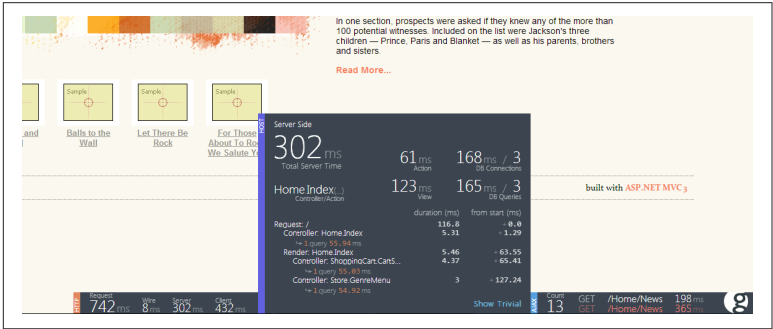 In one section, prospects were asked if they knew any of the more than
100 potential witnesses. Included on the list were Jackson's three
children — Prince, Paris and Blanket — as well as his parents, brothers
and sisters.
Read More...
Sample Sample Sample
and
Balls to the
Wall
Let There Be
Rock
For Those
About To Ro
We Salute Y
built with ASP.NET MVC 3
HOST
Server Side
302 ms
Total Server Time
61 ms
Action
168 ms / 3
DB Connections
Home Index(...)
Controller/Action
123 ms
View
165 ms / 3
DB Queries
duration (ms) from start (ms)
Request: / 116.8 +0.0
Controller: Home.Index 5.31 +1.29
↪ 1 query 55.94 ms
Render: Home.Index 5.46 +63.55
Controller: ShoppingCart.CartS... 4.37 +65.41
↪ 1 query 55.03 ms
Controller: Store.GenreMenu 3 +127.24
↪ 1 query 54.92 ms
Show Trivial
HTTP
Request
742 ms
Wire
8 ms
Server
302 ms
Client
432 ms
AJAX
Count
13
GET /Home/News 198 ms
GET /Home/News 365 ms
g